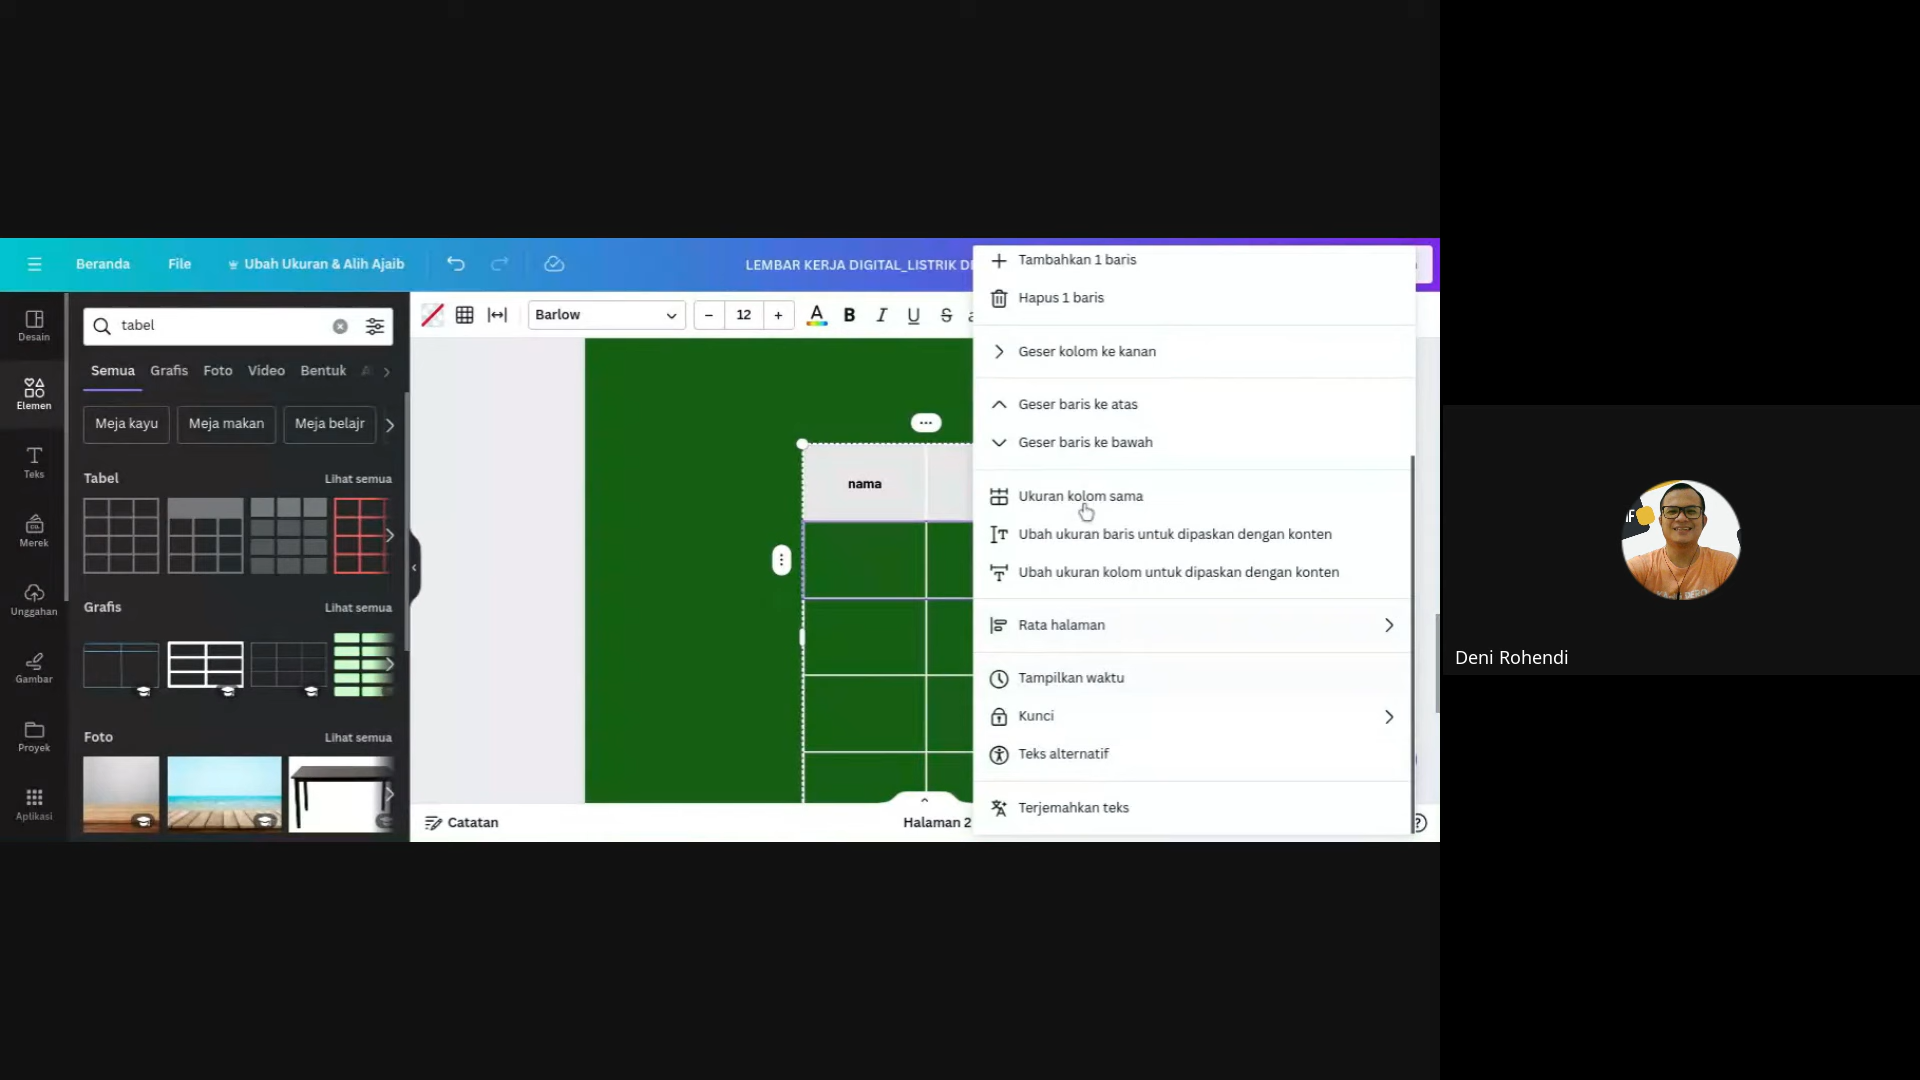 Beranda
File
Ubah Ukuran & Alih Ajaib
LEMBAR KERJA DIGITAL_LISTRIK
Desain
Elemen
Teks
Merek
Unggahan
Gambar
Proyek
Aplikasi
tabel
Semua
Grafis
Foto
Video
Bentuk
Meja kayu
Meja makan
Meja belajr
Tabel
Lihat semua
Grafis
Lihat semua
Foto
Lihat semua
Barlow
12
A
B
I
U
S
nama
Catatan
Halaman 2
Tambahkan 1 baris
Hapus 1 baris
Geser kolom ke kanan
Geser baris ke atas
Geser baris ke bawah
Ukuran kolom sama
Ubah ukuran baris untuk dipaskan dengan konten
Ubah ukuran kolom untuk dipaskan dengan konten
Rata halaman
Tampilkan waktu
Kunci
Teks alternatif
Terjemahkan teks
Deni Rohendi